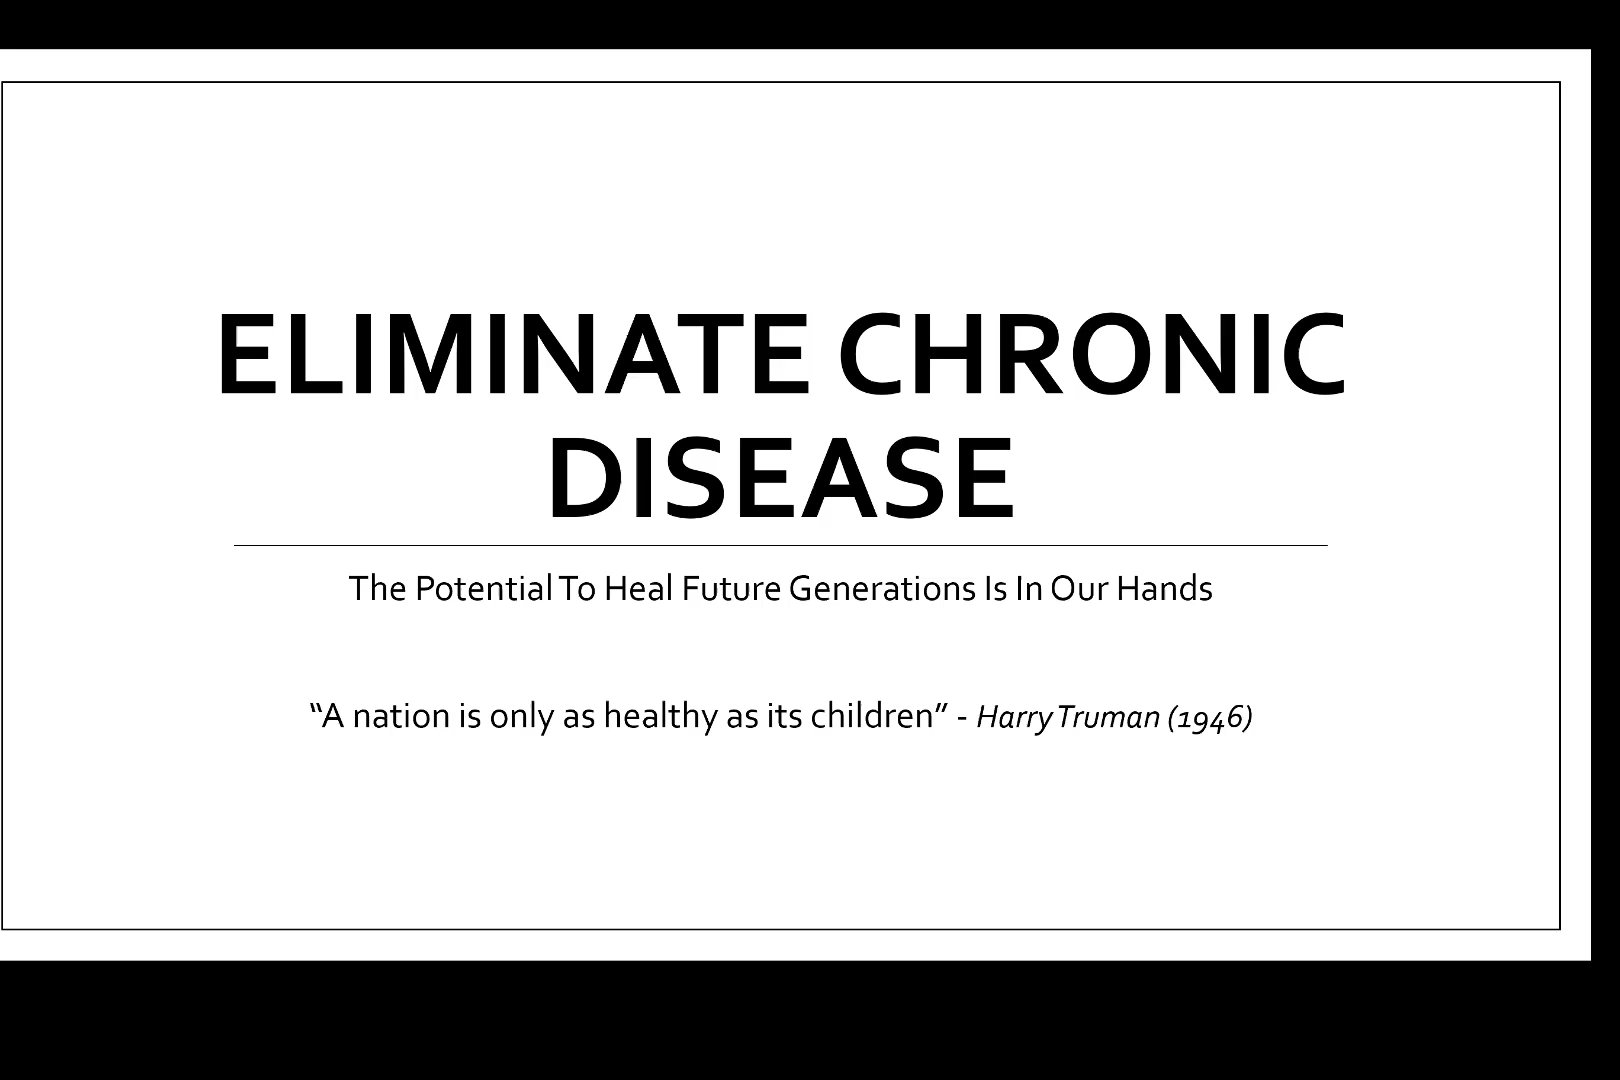 ELIMINATE CHRONIC
DISEASE
The Potential To Heal Future Generations Is In Our Hands
“A nation is only as healthy as its children” - Harry Truman (1946)